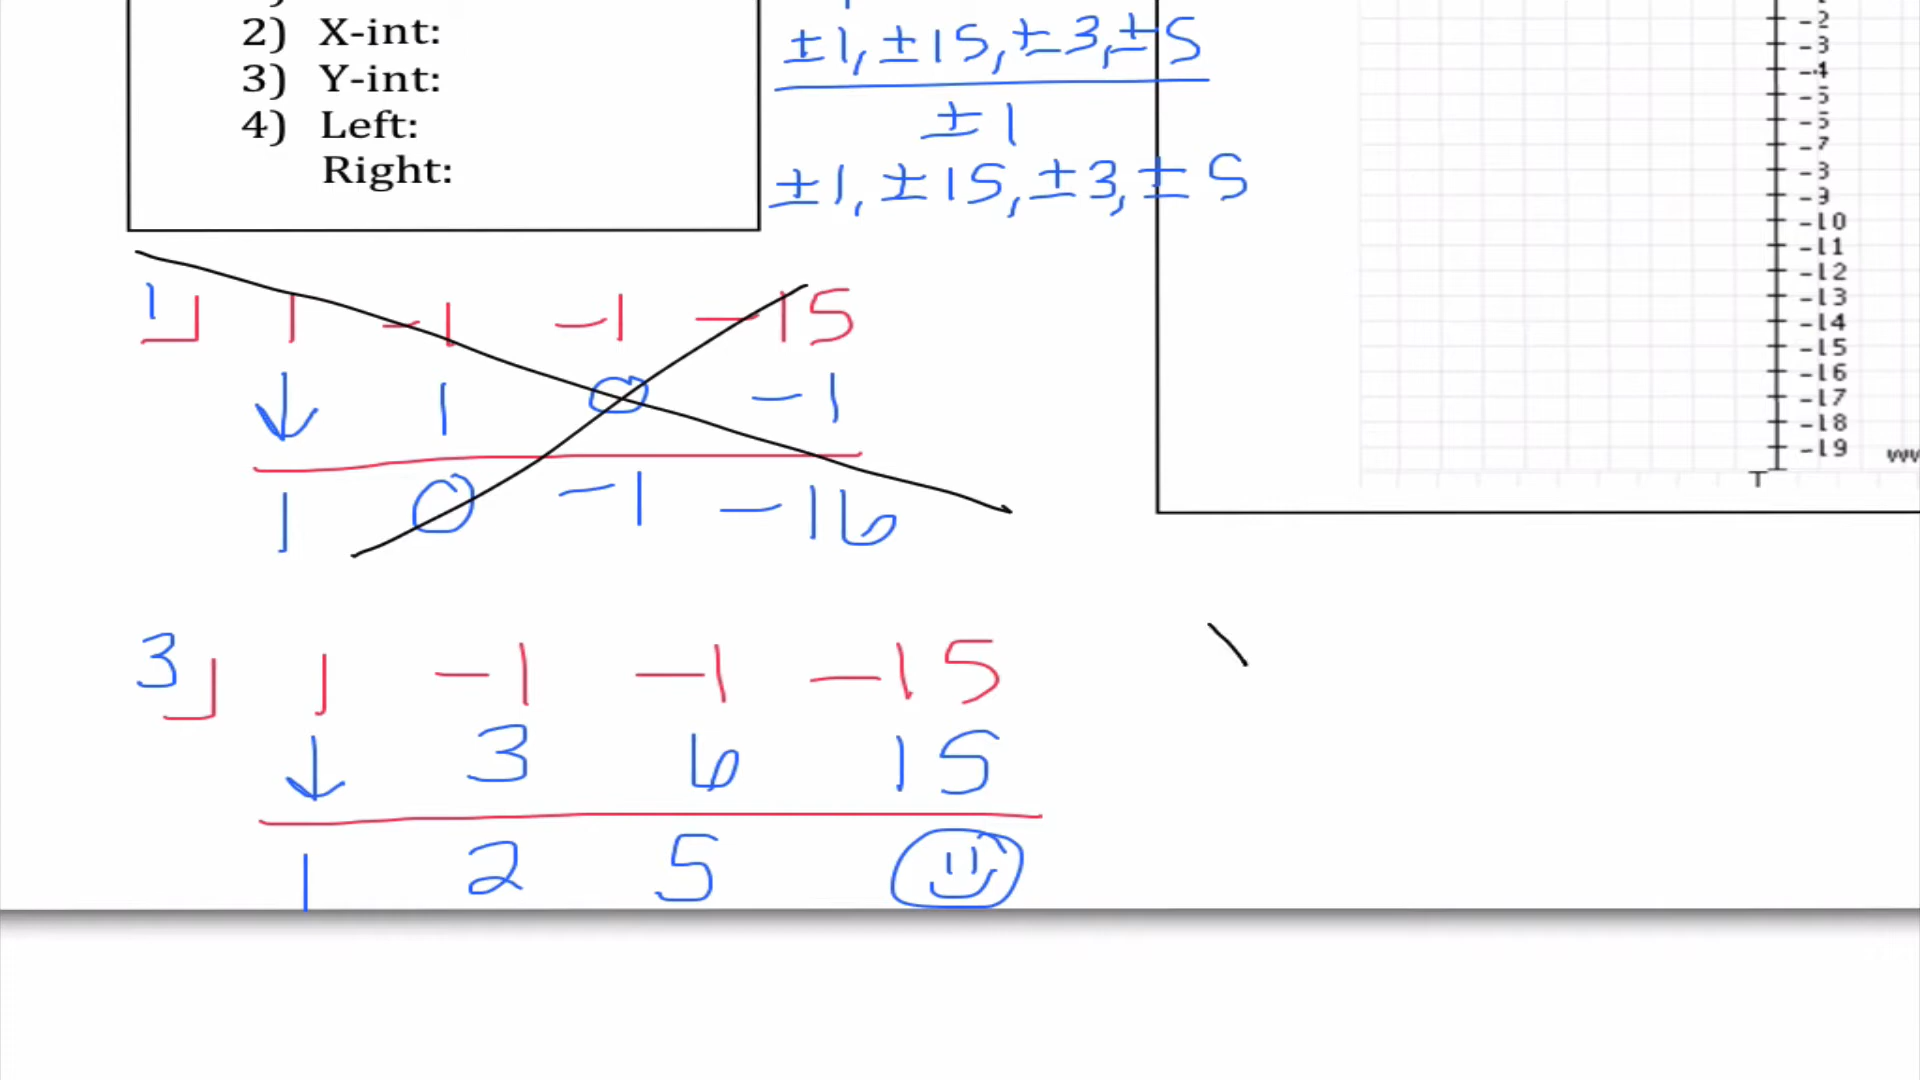 2) X-int:
3) Y-int:
4) Left:
Right:
±1, ±15, ±3, ±5
±1
±1, ±15, ±3, ±5
1 1 -1 -1 -15
1 0 -1
1 0 -1 -16
3 1 -1 -1 -15
3 6 15
1 2 5
-2
-3
-4
-5
-5
-7
-3
-9
-10
-11
-12
-13
-14
-15
-16
-17
-18
-19